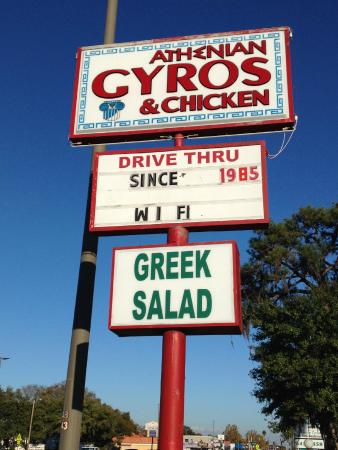 ATHENIAN
GYROS
& CHICKEN
DRIVE THRU
SINCE 1985
WI FI
GREEK
SALAD